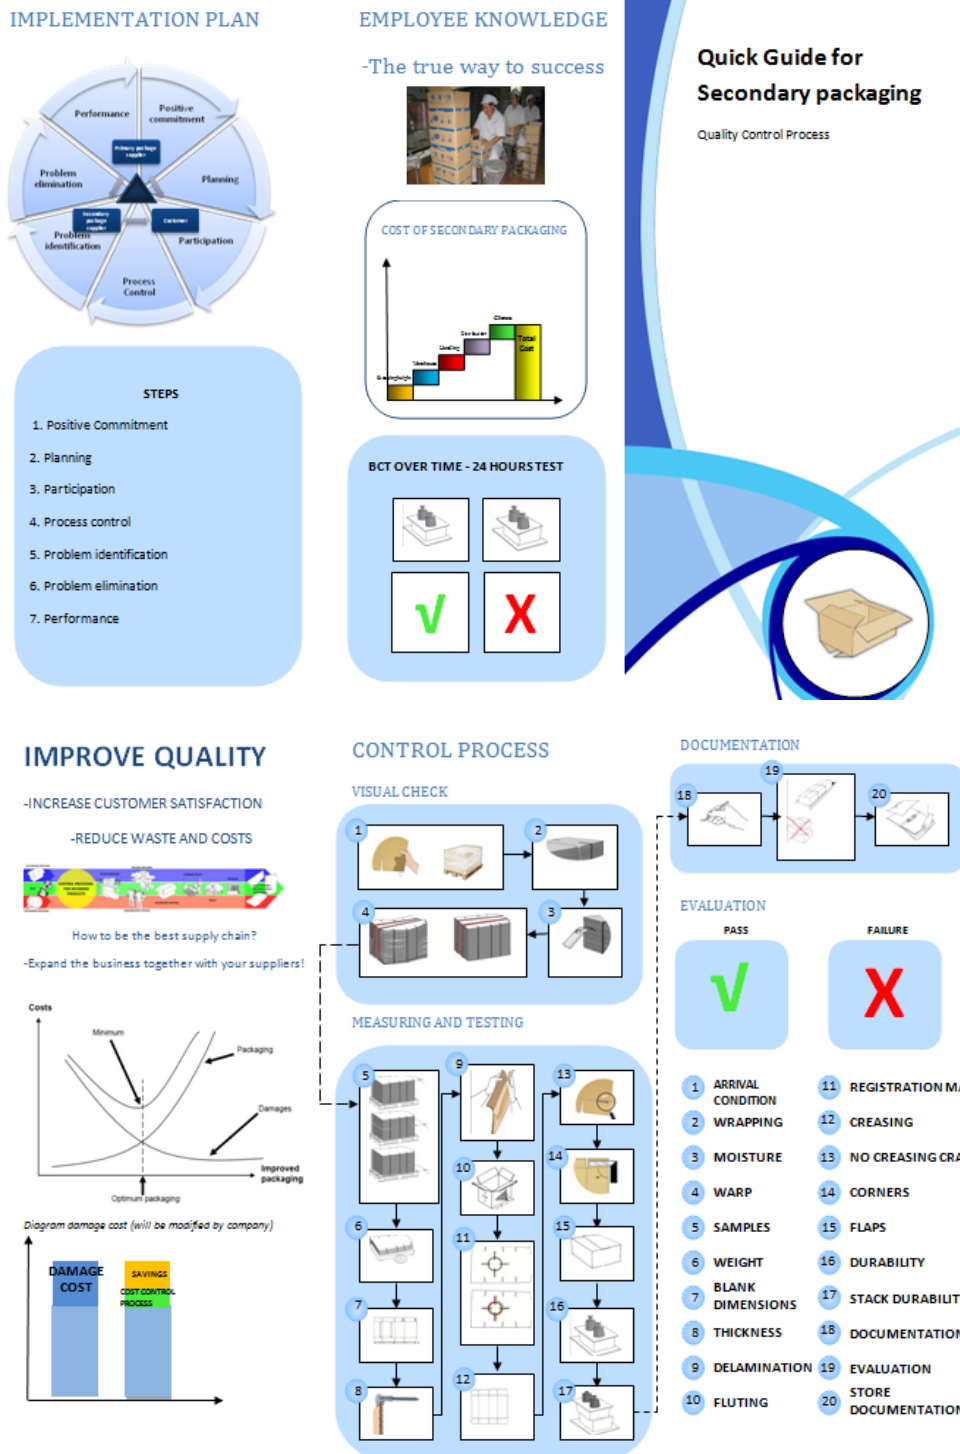 IMPLEMENTATION PLAN
Performance
Positive
commitment
Primary package
supplier
Problem
elimination
Planning
Secondary
package
supplier
Customer
Problem
identification
Participation
Process
Control
STEPS
1. Positive Commitment
2. Planning
3. Participation
4. Process control
5. Problem identification
6. Problem elimination
7. Performance
EMPLOYEE KNOWLEDGE
-The true way to success
COST OF SECONDARY PACKAGING
Total
Cost
BCT OVER TIME - 24 HOURS TEST
√ X
Quick Guide for
Secondary packaging
Quality Control Process
IMPROVE QUALITY
-INCREASE CUSTOMER SATISFACTION
-REDUCE WASTE AND COSTS
How to be the best supply chain?
-Expand the business together with your suppliers!
Costs
Minimum
Packaging
Damages
Improved
packaging
Optimum packaging
Diagram damage cost (will be modified by company)
DAMAGE
COST
SAVINGS
COST CONTROL
PROCESS
CONTROL PROCESS
VISUAL CHECK
1
2
4
3
MEASURING AND TESTING
5
9
13
10
14
6
11
15
7
16
8
12
17
DOCUMENTATION
18
19
20
EVALUATION
PASS
FAILURE
√ X
1 ARRIVAL
CONDITION
2 WRAPPING
3 MOISTURE
4 WARP
5 SAMPLES
6 WEIGHT
7 BLANK
DIMENSIONS
8 THICKNESS
9 DELAMINATION
10 FLUTING
11 REGISTRATION MA
12 CREASING
13 NO CREASING CRA
14 CORNERS
15 FLAPS
16 DURABILITY
17 STACK DURABILIT
18 DOCUMENTATION
19 EVALUATION
20 STORE
DOCUMENTATION